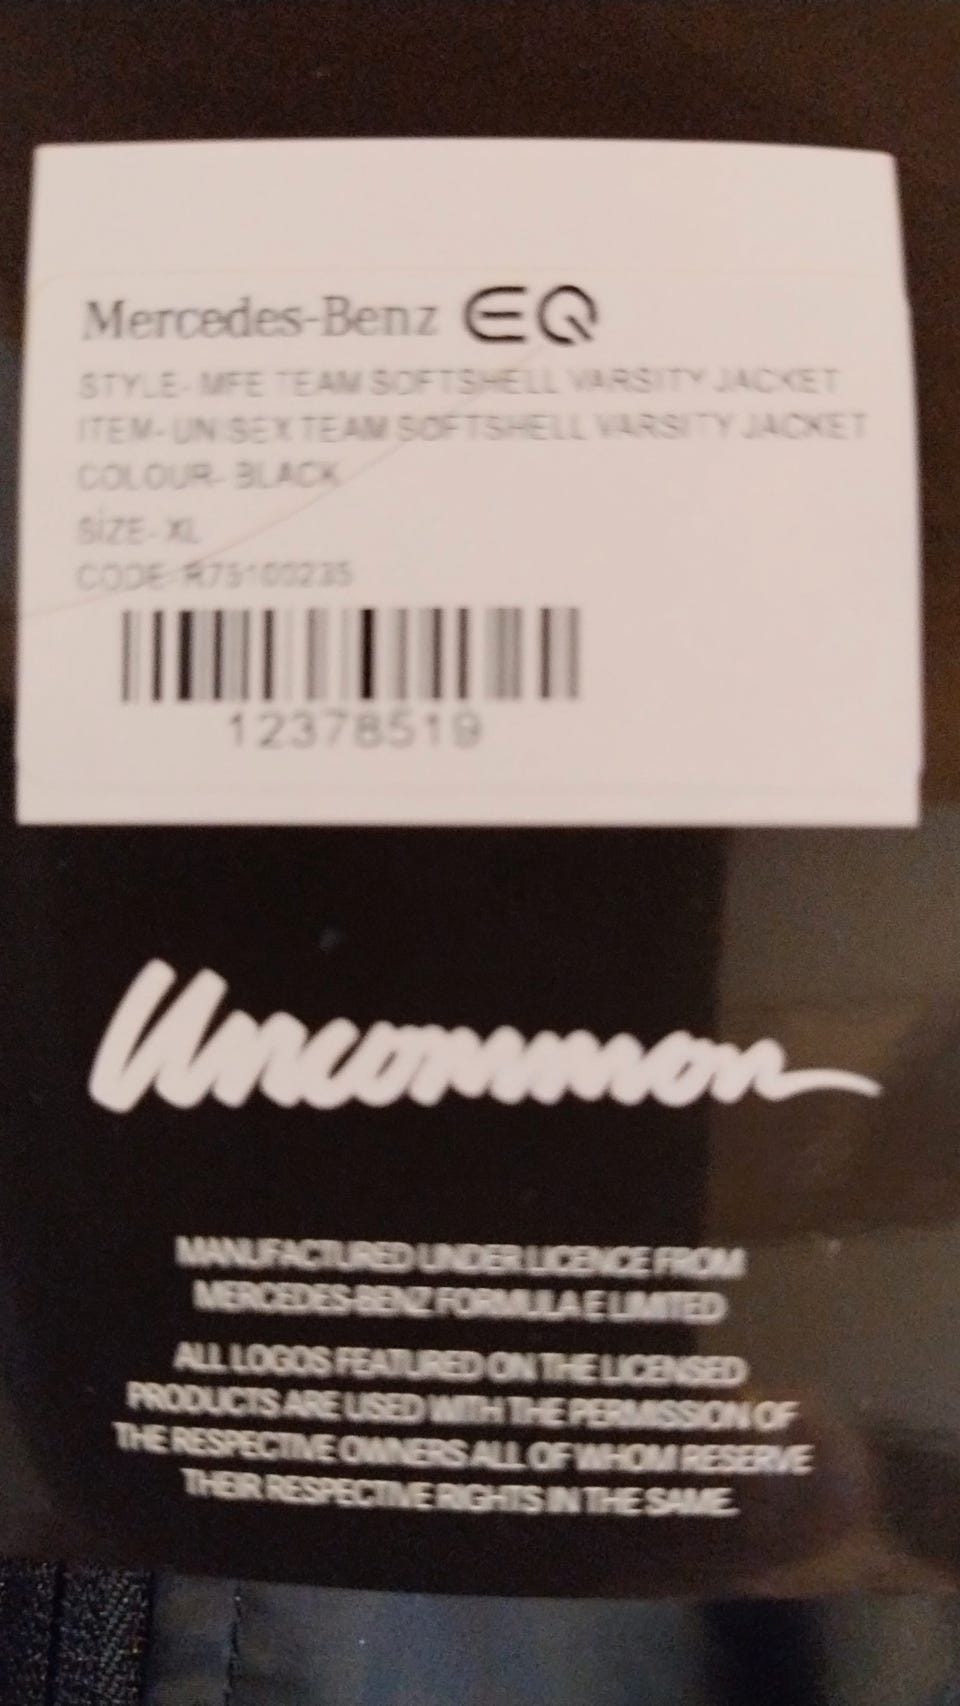 Mercedes-Benz EQ
STYLE- MFE TEAM SOFTSHELL VARSITY JACKET
ITEM- UNISEX TEAM SOFTSHELL VARSITY JACKET
COLOUR- BLACK
SİZE- XL
CODE- R75100235
12378519
Uncommon
MANUFACTURED UNDER LICENCE FROM
MERCEDES-BENZ FORMULA E LIMITED
ALL LOGOS FEATURED ON THE LICENSED
PRODUCTS ARE USED WITH THE PERMISSION OF
THE RESPECTIVE OWNERS ALL OF WHOM RESERVE
THEIR RESPECTIVE RIGHTS IN THE SAME.